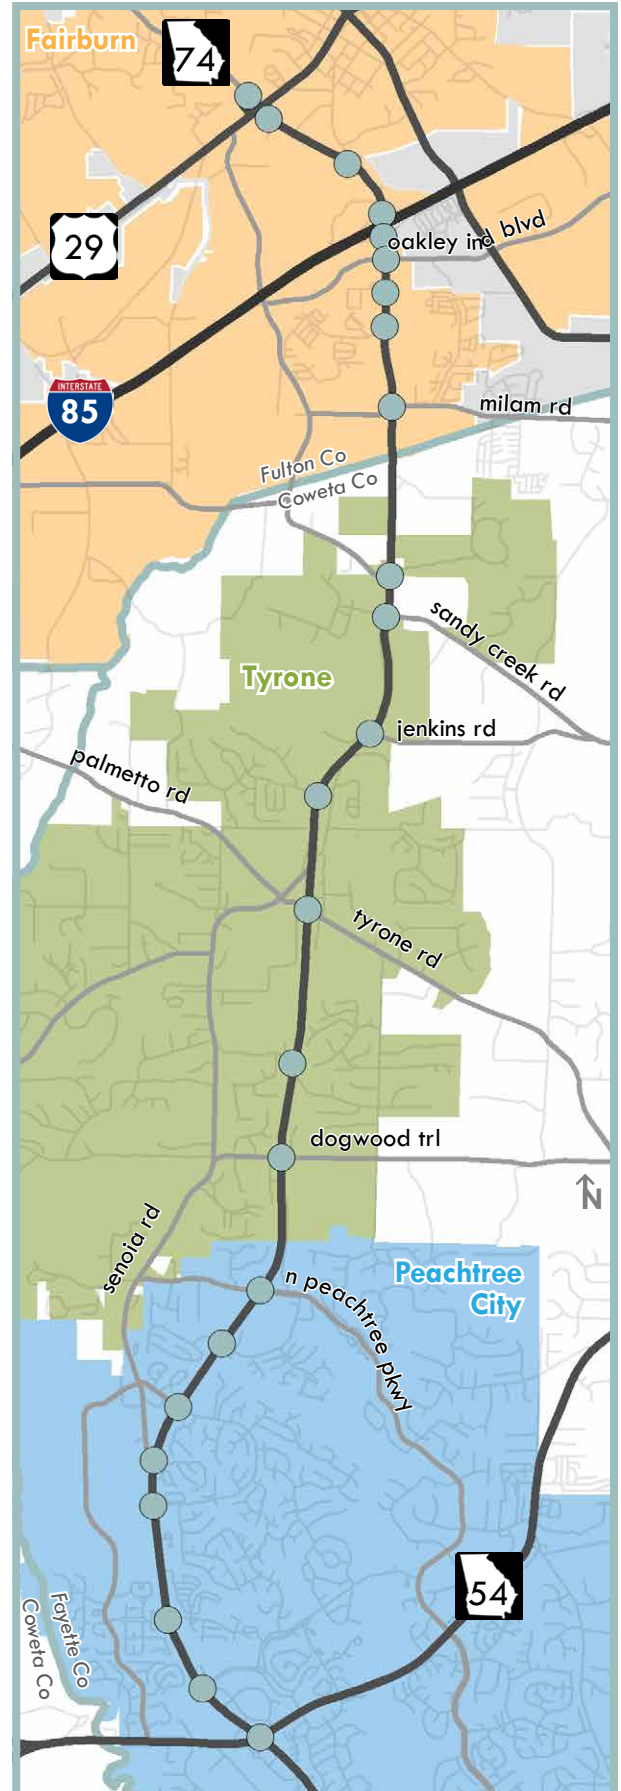 Fairburn
74
29
oakley ind blvd
INTERSTATE
85
milam rd
Fulton Co
Coweta Co
sandy creek rd
Tyrone
jenkins rd
palmetto rd
tyrone rd
dogwood trl
N
senoia rd
Peachtree
City
n peachtree pkwy
54
Fayette Co
Coweta Co